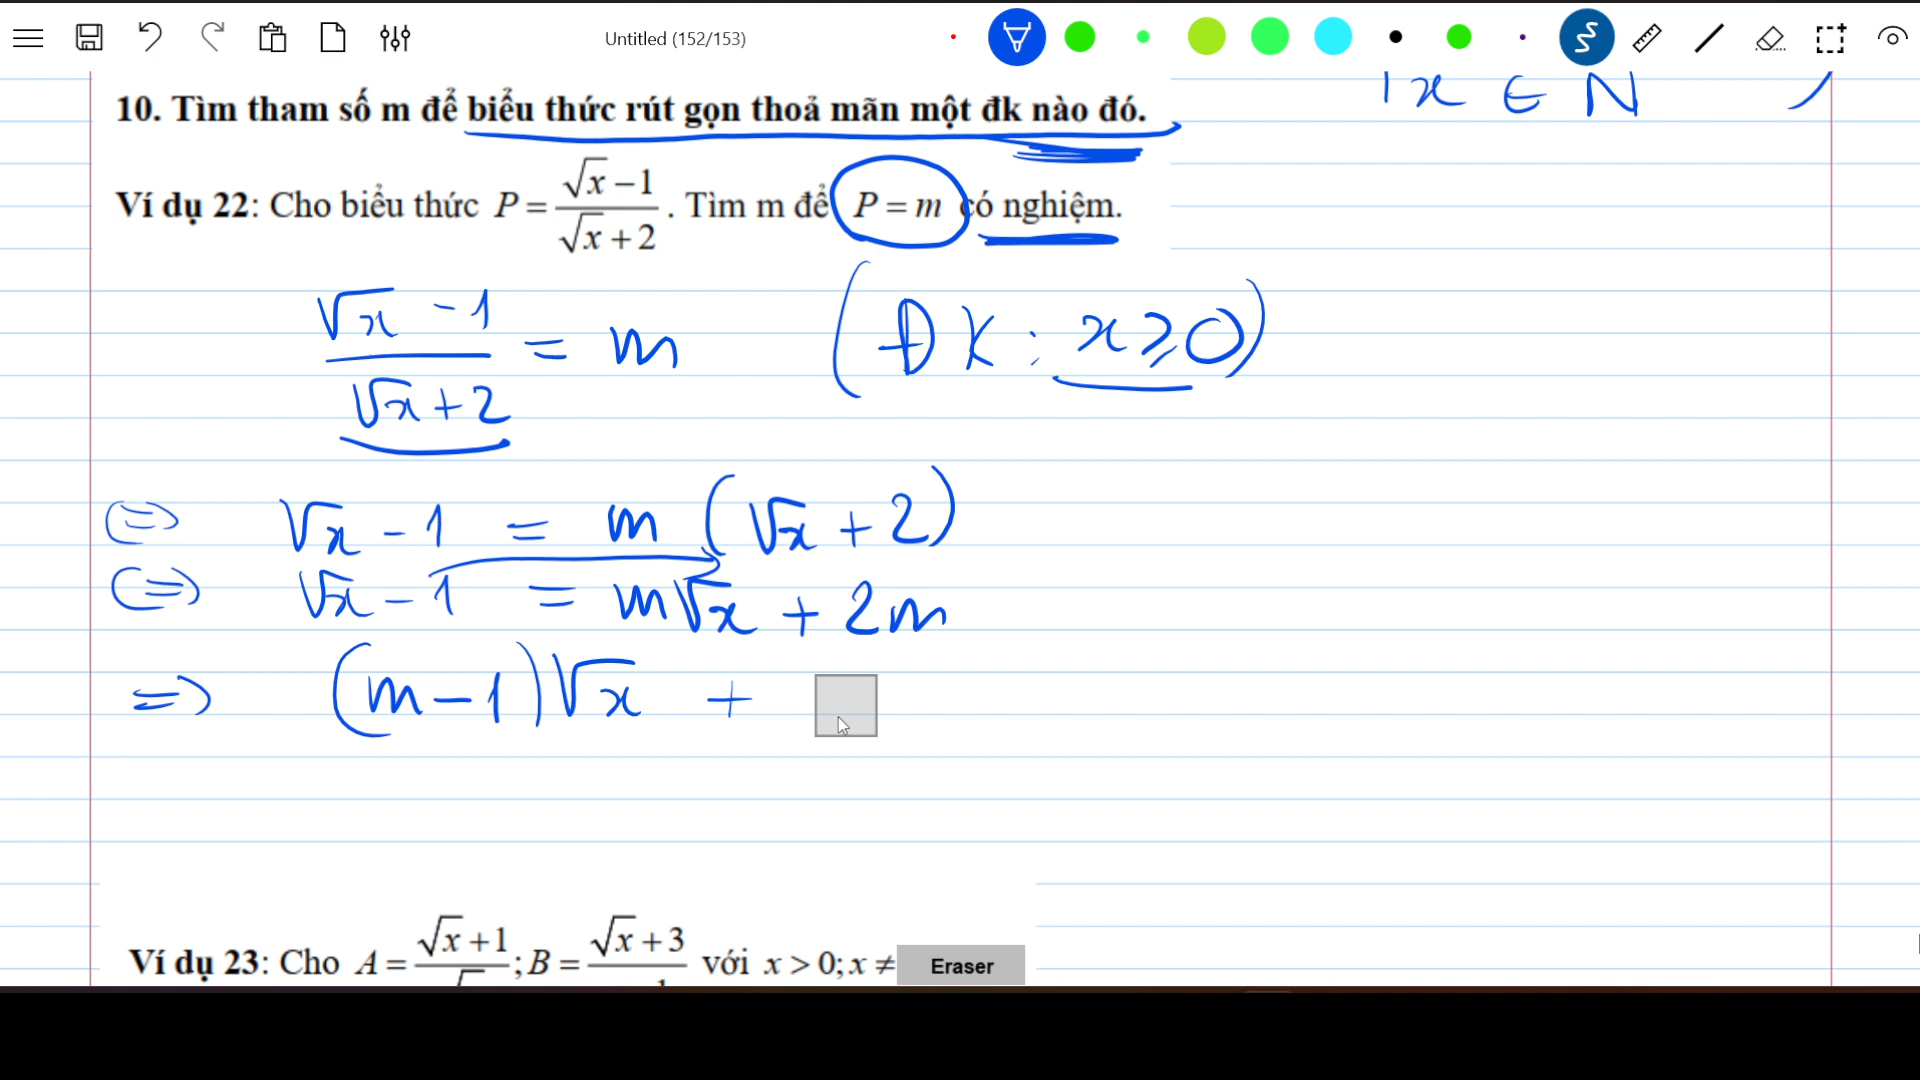 Untitled (152/153)
1x ∈ N
10. Tìm tham số m để biểu thức rút gọn thoả mãn một đk nào đó.
Ví dụ 22: Cho biểu thức P = (√x − 1)/(√x + 2). Tìm m để P = m có nghiệm.
(√x − 1)/(√x + 2) = m (ĐK: x ≥ 0)
(=) √x − 1 = m (√x + 2)
(=) √x − 1 = m√x + 2m
=) (m − 1)√x +
Ví dụ 23: Cho A = √x + 1; B = √x + 3 với x > 0; x ≠
Eraser